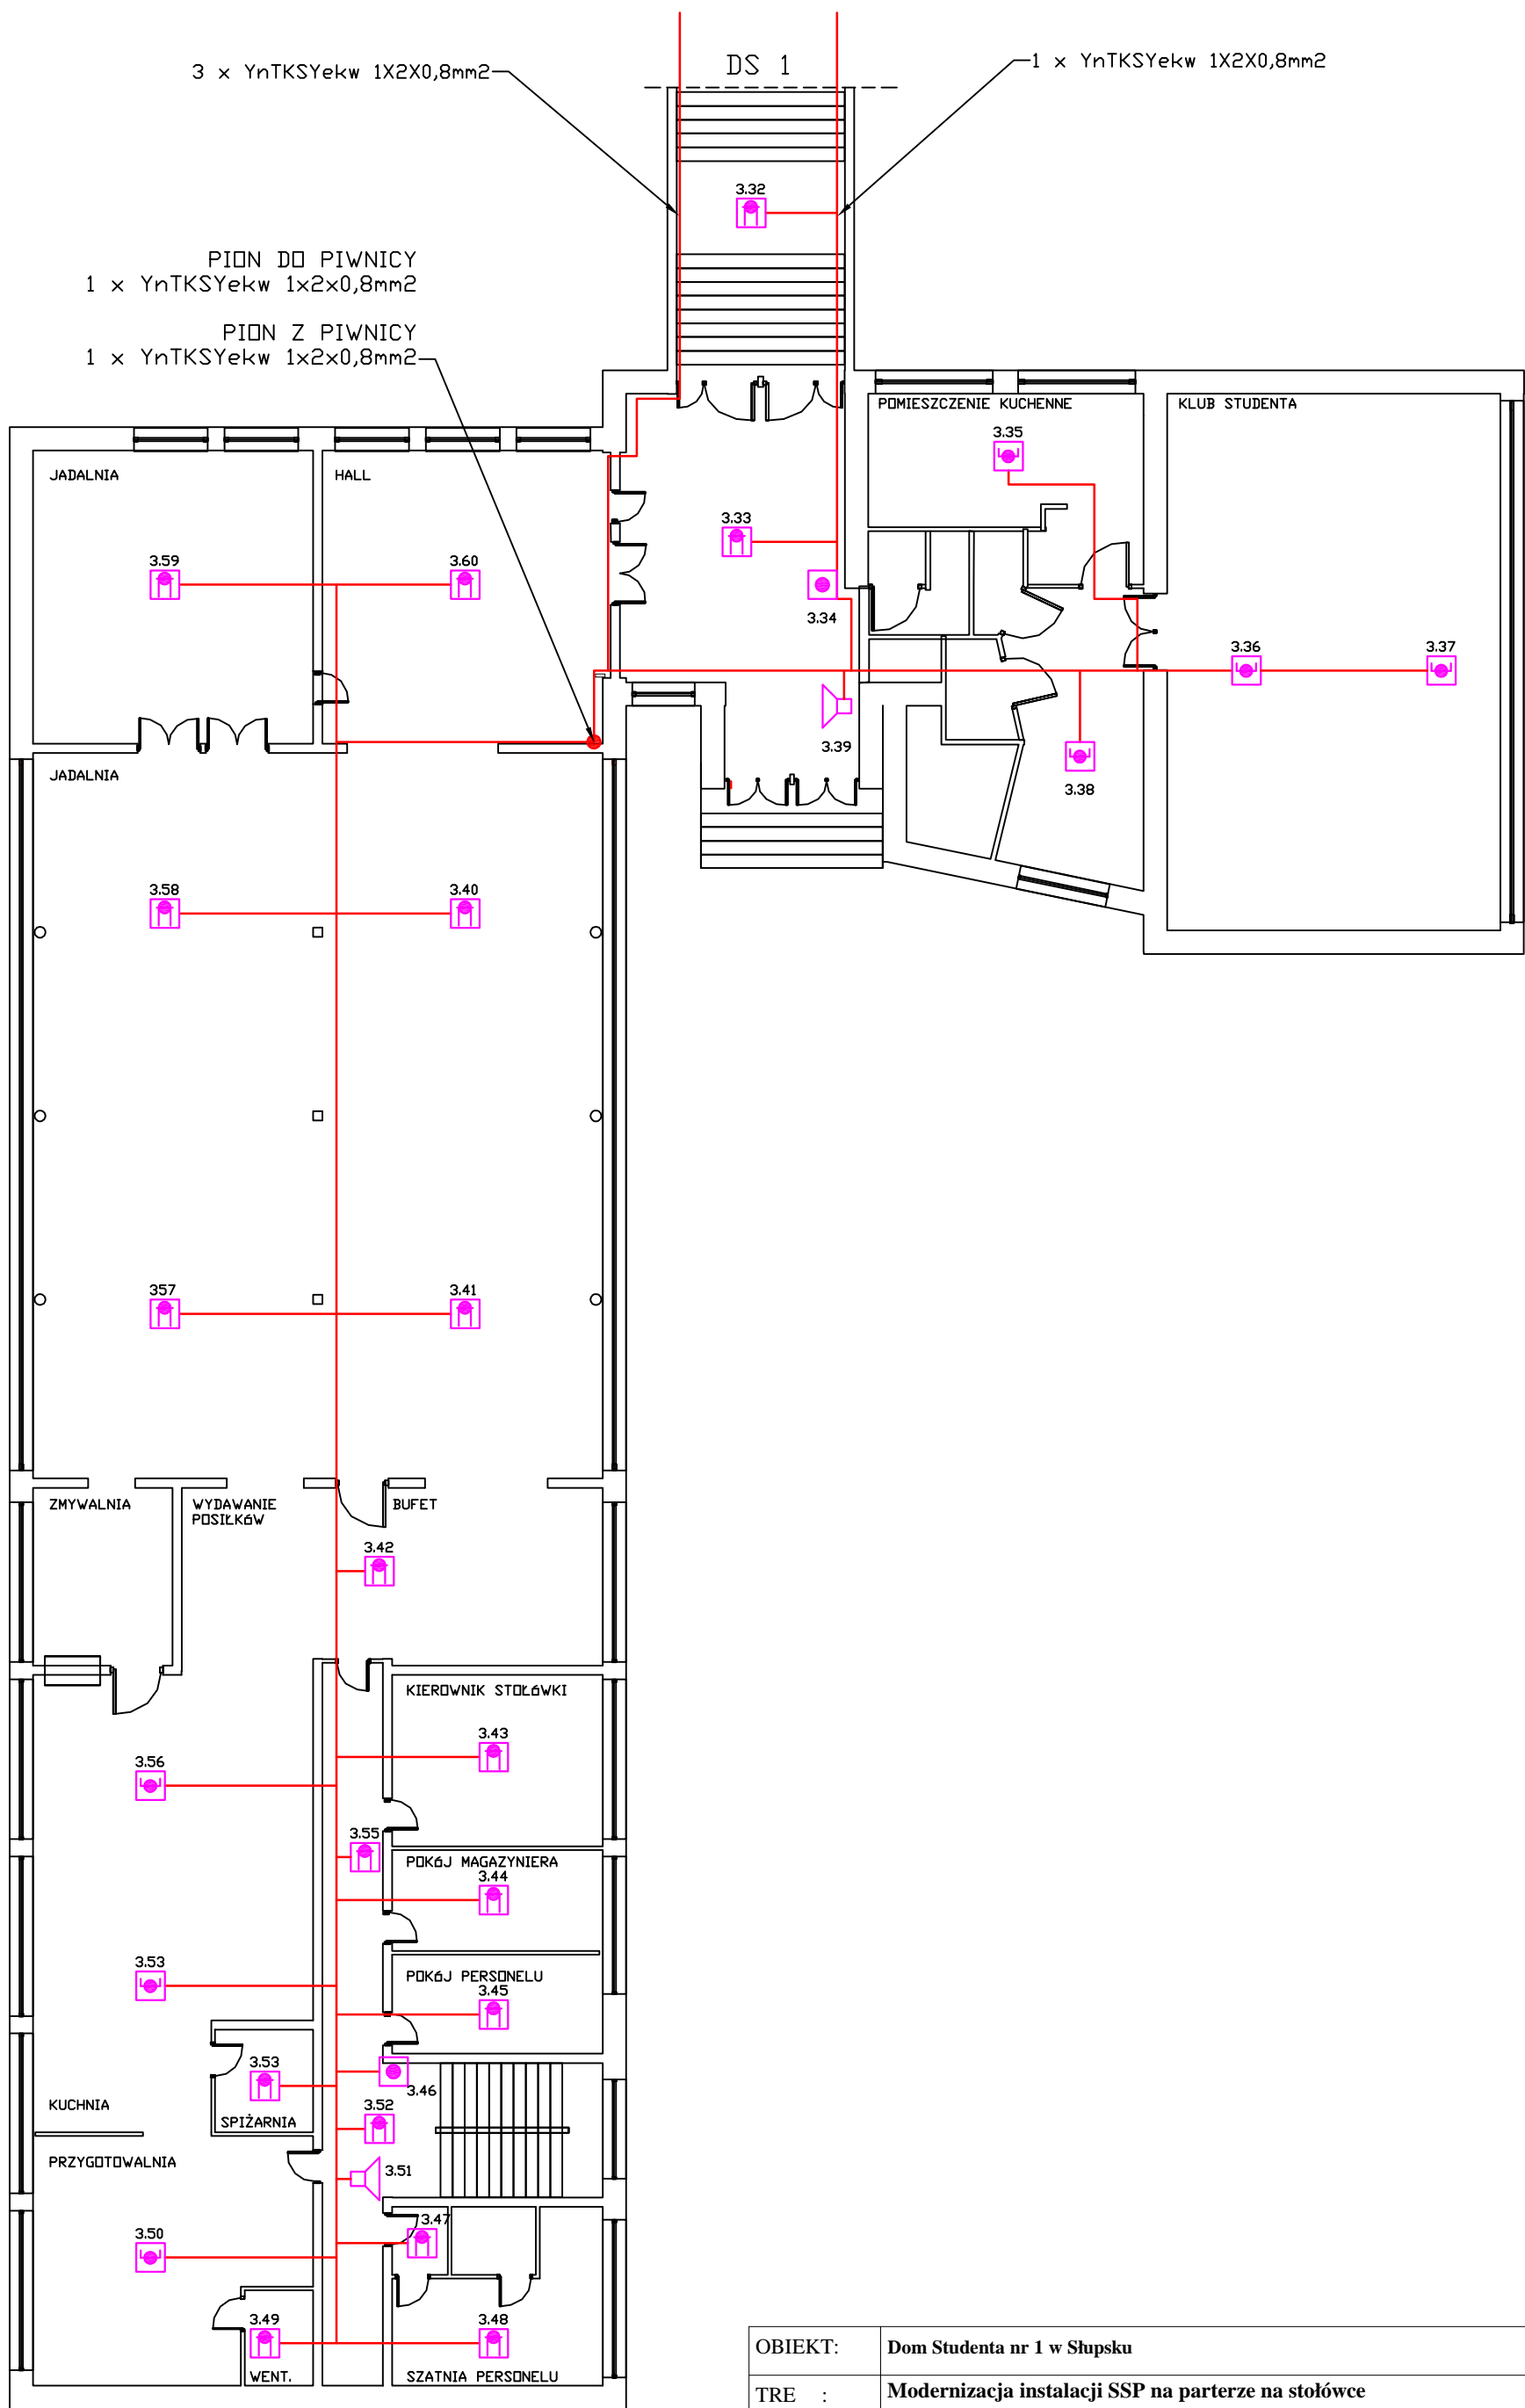 3 x YnTKSYekw 1X2X0,8mm2
DS 1
1 x YnTKSYekw 1X2X0,8mm2
3.32
PION DO PIWNICY
1 x YnTKSYekw 1x2x0,8mm2
PION Z PIWNICY
1 x YnTKSYekw 1x2x0,8mm2
POMIESZCZENIE KUCHENNE
KLUB STUDENTA
3.35
JADALNIA
HALL
3.33
3.59
3.60
3.34
3.36
3.37
3.39
JADALNIA
3.38
3.58
3.40
357
3.41
ZMYWALNIA
WYDAWANIE
POSIŁKóW
BUFET
3.42
KIEROWNIK STOŁóWKI
3.43
3.56
3.55
POKóJ MAGAZYNIERA
3.44
3.53
POKóJ PERSONELU
3.45
3.53
3.46
KUCHNIA
3.52
SPIŻARNIA
PRZYGOTOWALNIA
3.51
3.47
3.50
3.49
3.48
WENT.
SZATNIA PERSONELU
OBIEKT:
Dom Studenta nr 1 w Słupsku
TRE :
Modernizacja instalacji SSP na parterze na stołówce